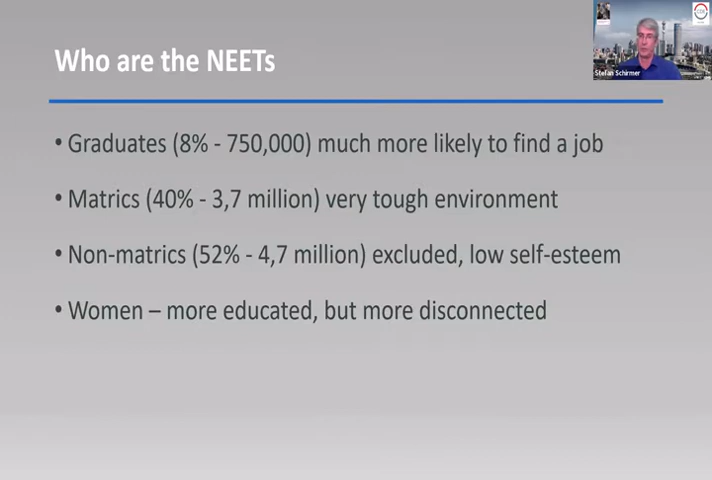 Who are the NEETs
• Graduates (8% - 750,000) much more likely to find a job
• Matrics (40% - 3,7 million) very tough environment
• Non-matrics (52% - 4,7 million) excluded, low self-esteem
• Women – more educated, but more disconnected
Stefan Schirmer